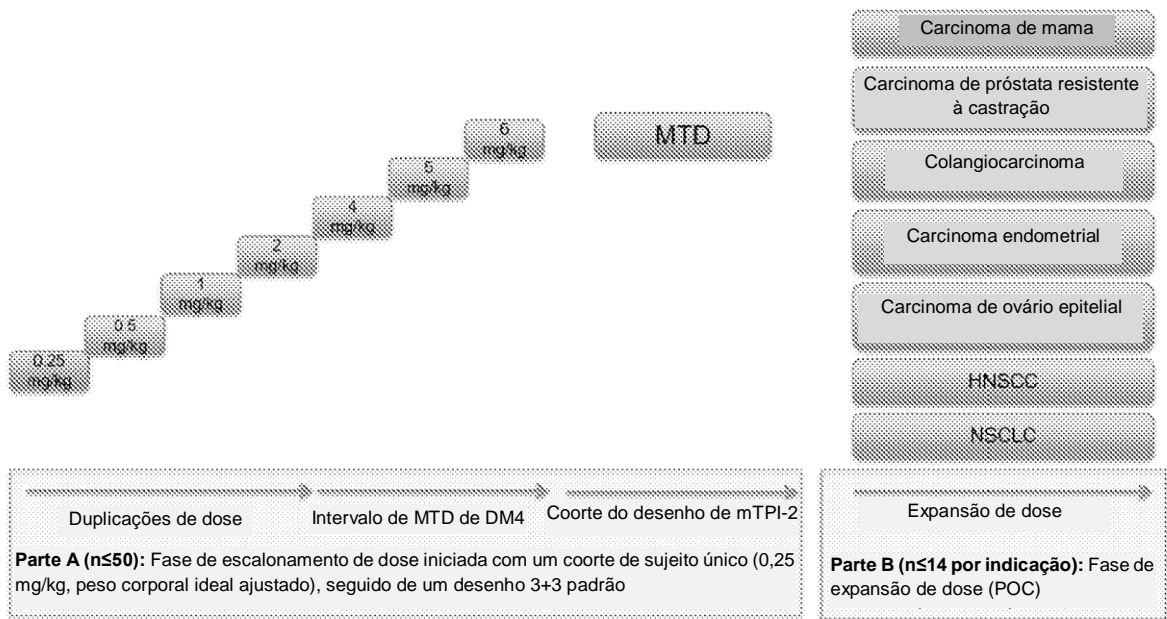 Carcinoma de mama
Carcinoma de próstata resistente
à castração
Colangiocarcinoma
Carcinoma endometrial
Carcinoma de ovário epitelial
HNSCC
NSCLC
MTD
6
mg/kg
5
mg/kg
4
mg/kg
2
mg/kg
1
mg/kg
0.5
mg/kg
0.25
mg/kg
Duplicações de dose
Intervalo de MTD de DM4
Coorte do desenho de mTPI-2
Parte A (n≤50): Fase de escalonamento de dose iniciada com um coorte de sujeito único (0,25
mg/kg, peso corporal ideal ajustado), seguido de um desenho 3+3 padrão
Expansão de dose
Parte B (n≤14 por indicação): Fase de
expansão de dose (POC)